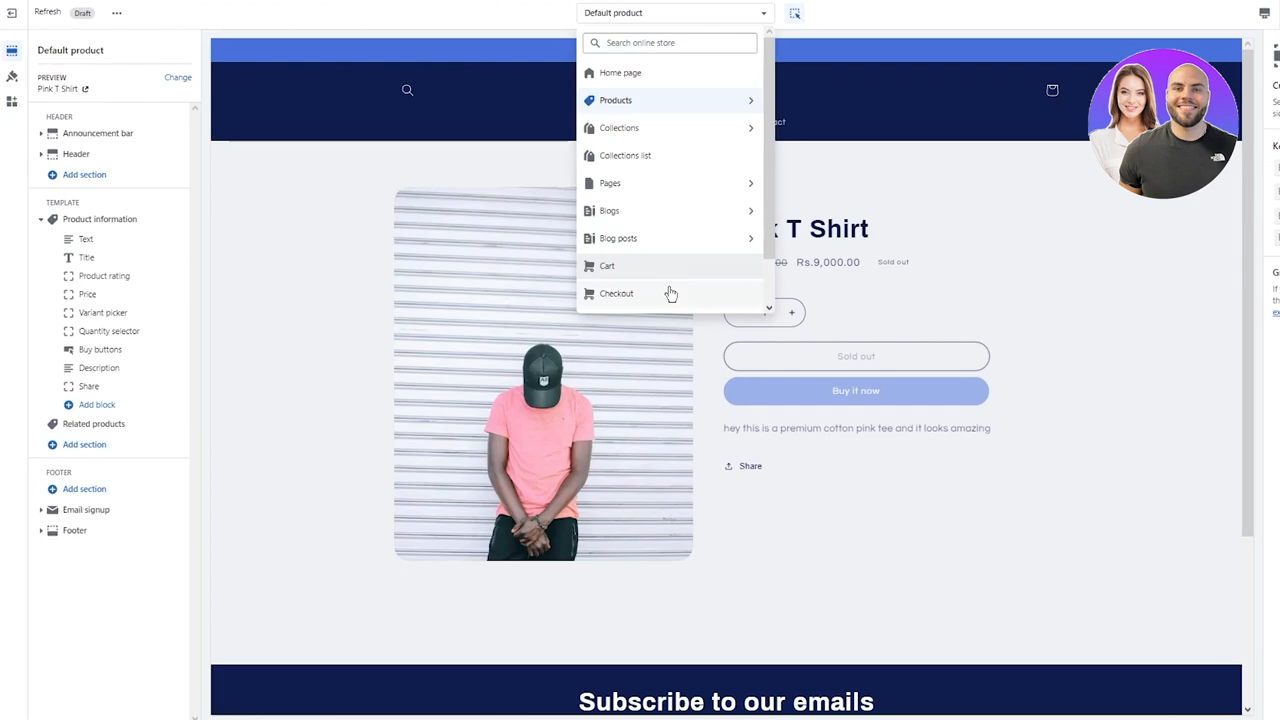 Refresh
Draft
Default product
Default product
PREVIEW
Change
Pink T Shirt
HEADER
Announcement bar
Header
Add section
TEMPLATE
Product information
Text
Title
Product rating
Price
Variant picker
Quantity selector
Buy buttons
Description
Share
Add block
Related products
Add section
FOOTER
Add section
Email signup
Footer
Search online store
Home page
Products
Collections
Collections list
Pages
Blogs
Blog posts
Cart
Checkout
T Shirt
Rs.9,000.00
Sold out
+
Sold out
Buy it now
hey this is a premium cotton pink tee and it looks amazing
Share
Subscribe to our emails